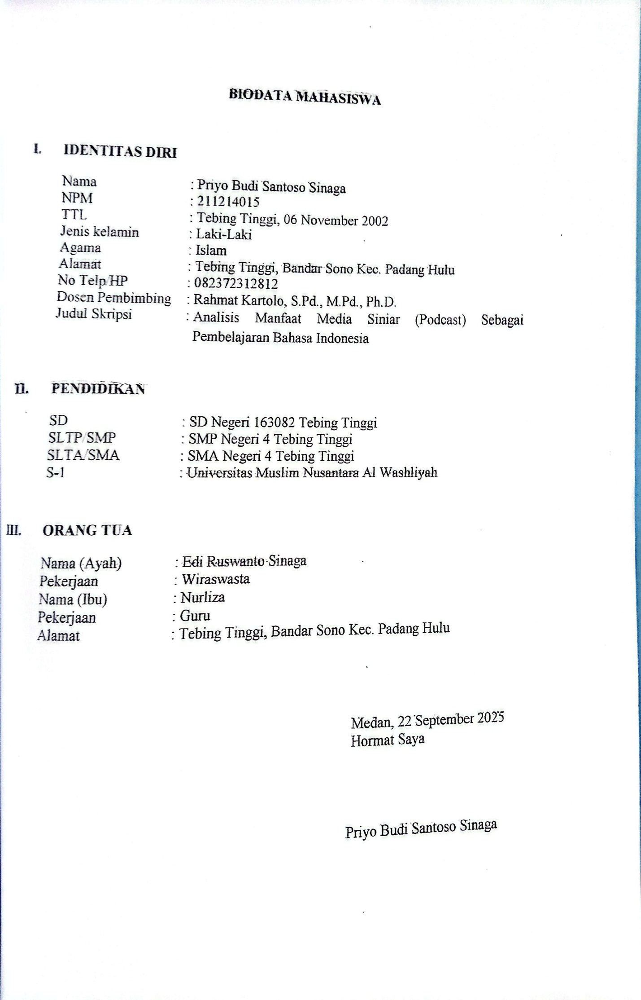 BIODATA MAHASISWA
I. IDENTITAS DIRI
Nama : Priyo Budi Santoso Sinaga
NPM : 211214015
TTL : Tebing Tinggi, 06 November 2002
Jenis kelamin : Laki-Laki
Agama : Islam
Alamat : Tebing Tinggi, Bandar Sono Kec. Padang Hulu
No Telp/HP : 082372312812
Dosen Pembimbing : Rahmat Kartolo, S.Pd., M.Pd., Ph.D.
Judul Skripsi : Analisis Manfaat Media Siniar (Podcast) Sebagai
Pembelajaran Bahasa Indonesia
II. PENDIDIKAN
SD : SD Negeri 163082 Tebing Tinggi
SLTP/SMP : SMP Negeri 4 Tebing Tinggi
SLTA/SMA : SMA Negeri 4 Tebing Tinggi
S-1 : Universitas Muslim Nusantara Al Washliyah
III. ORANG TUA
Nama (Ayah) : Edi Ruswanto Sinaga
Pekerjaan : Wiraswasta
Nama (Ibu) : Nurliza
Pekerjaan : Guru
Alamat : Tebing Tinggi, Bandar Sono Kec. Padang Hulu
Medan, 22 September 2025
Hormat Saya
Priyo Budi Santoso Sinaga